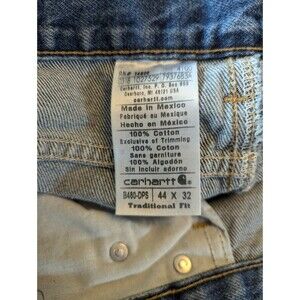 Carhartt, Inc. P.O. Box
Dearborn, MI 48121 USA
carhartt.com
Made in Mexico
Fabriqué au Mexique
Hecho en México
100% Cotton
Exclusive of Trimming
100% Coton
Sans garniture
100% Algodón
Sin incluir adorno
carhartt
B480-DPS 44 X 32
Traditional Fit